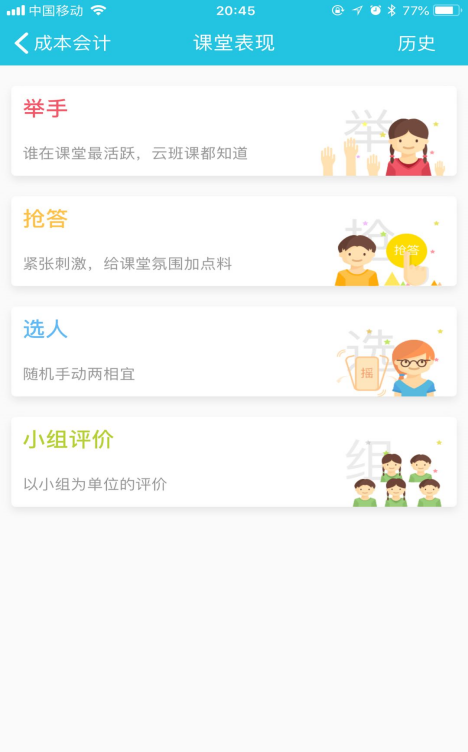 中国移动 20:45 77%
成本会计 课堂表现 历史
举手
举
谁在课堂最活跃，云班课都知道
抢答
抢
抢答
紧张刺激，给课堂氛围加点料
选人
选
摇
随机手动两相宜
小组评价
组
以小组为单位的评价